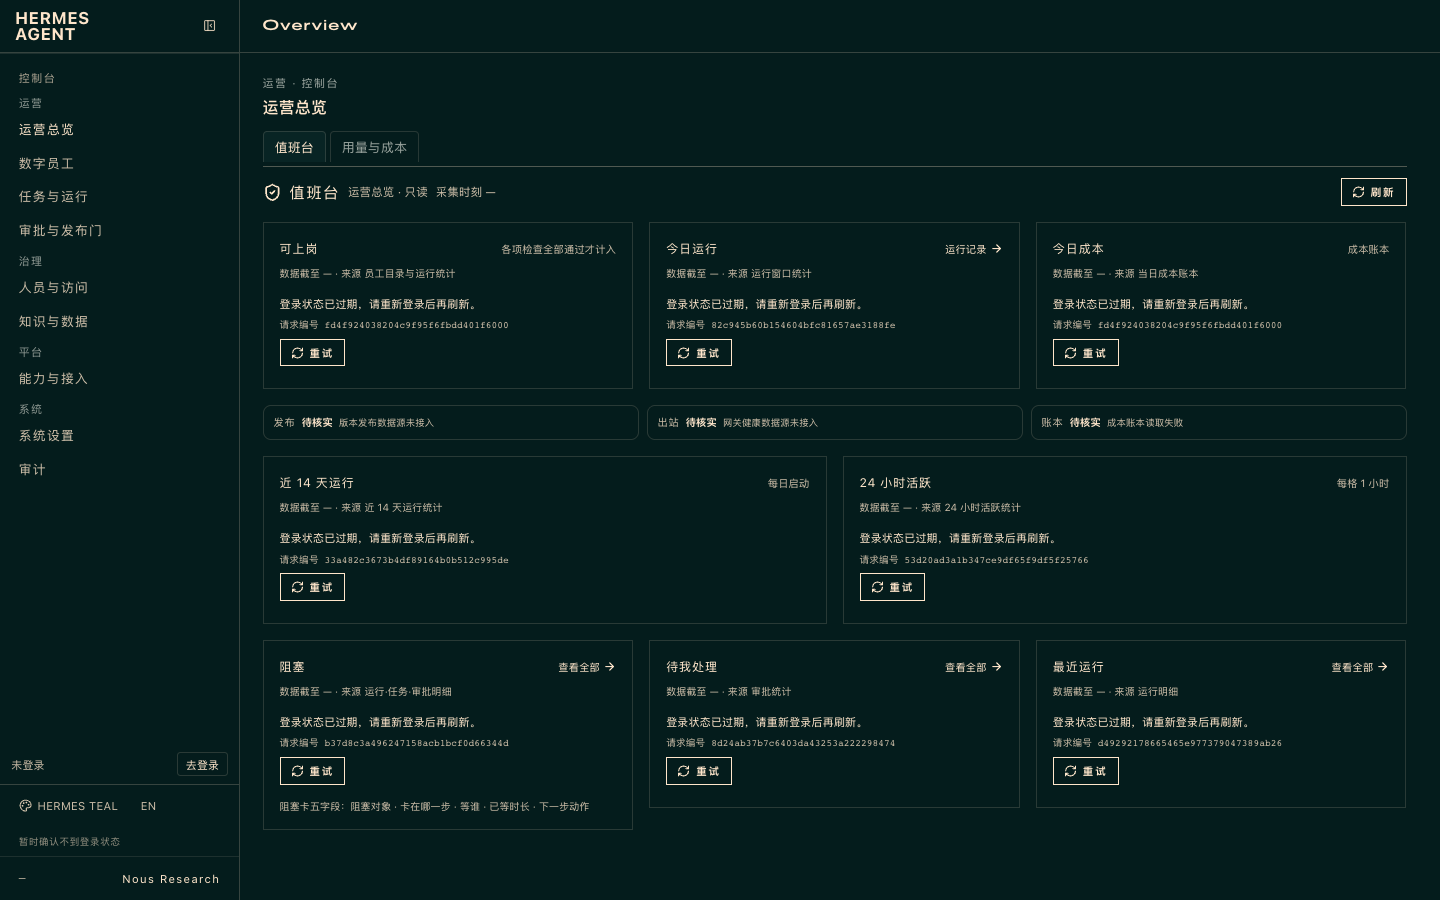 HERMES
AGENT
控制台
运营
运营总览
数字员工
任务与运行
审批与发布门
治理
人员与访问
知识与数据
平台
能力与接入
系统
系统设置
审计
未登录
去登录
HERMES TEAL EN
暂时确认不到登录状态
— Nous Research
Overview
运营 · 控制台
运营总览
值班台 用量与成本
值班台 运营总览 · 只读 采集时刻 —
刷新
可上岗 各项检查全部通过才计入
数据截至 — · 来源 员工目录与运行统计
登录状态已过期，请重新登录后再刷新。
请求编号 fd4f924038204c9f95f6fbdd401f6000
重试
今日运行 运行记录 →
数据截至 — · 来源 运行窗口统计
登录状态已过期，请重新登录后再刷新。
请求编号 82c945b60b154604bfc81657ae3188fe
重试
今日成本 成本账本
数据截至 — · 来源 当日成本账本
登录状态已过期，请重新登录后再刷新。
请求编号 fd4f924038204c9f95f6fbdd401f6000
重试
发布 待核实 版本发布数据源未接入
出站 待核实 网关健康数据源未接入
账本 待核实 成本账本读取失败
近 14 天运行 每日启动
数据截至 — · 来源 近 14 天运行统计
登录状态已过期，请重新登录后再刷新。
请求编号 33a482c3673b4df89164b0b512c995de
重试
24 小时活跃 每格 1 小时
数据截至 — · 来源 24 小时活跃统计
登录状态已过期，请重新登录后再刷新。
请求编号 53d20ad3a1b347ce9df65f9df5f25766
重试
阻塞 查看全部 →
数据截至 — · 来源 运行·任务·审批明细
登录状态已过期，请重新登录后再刷新。
请求编号 b37d8c3a496247158acb1bcf0d66344d
重试
阻塞卡五字段：阻塞对象 · 卡在哪一步 · 等谁 · 已等时长 · 下一步动作
待我处理 查看全部 →
数据截至 — · 来源 审批统计
登录状态已过期，请重新登录后再刷新。
请求编号 8d24ab37b7c6403da43253a222298474
重试
最近运行 查看全部 →
数据截至 — · 来源 运行明细
登录状态已过期，请重新登录后再刷新。
请求编号 d49292178665465e977379047389ab26
重试